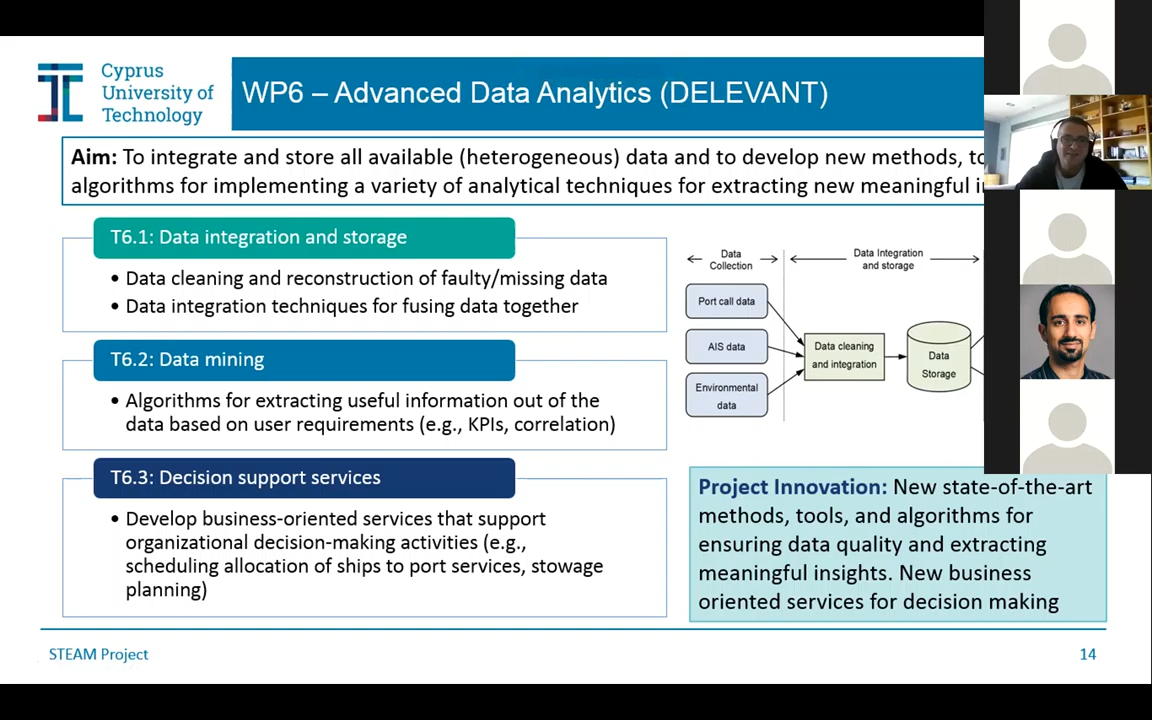 Cyprus
University of
Technology
WP6 – Advanced Data Analytics (DELEVANT)
Aim: To integrate and store all available (heterogeneous) data and to develop new methods,
algorithms for implementing a variety of analytical techniques for extracting new meaningful
T6.1: Data integration and storage
• Data cleaning and reconstruction of faulty/missing data
• Data integration techniques for fusing data together
T6.2: Data mining
• Algorithms for extracting useful information out of the
data based on user requirements (e.g., KPIs, correlation)
T6.3: Decision support services
• Develop business-oriented services that support
organizational decision-making activities (e.g.,
scheduling allocation of ships to port services, stowage
planning)
Data
Collection
Data Integration
and storage
Port call data
AIS data
Environmental
data
Data cleaning
and integration
Data
Storage
Project Innovation: New state-of-the-art
methods, tools, and algorithms for
ensuring data quality and extracting
meaningful insights. New business
oriented services for decision making
STEAM Project
14